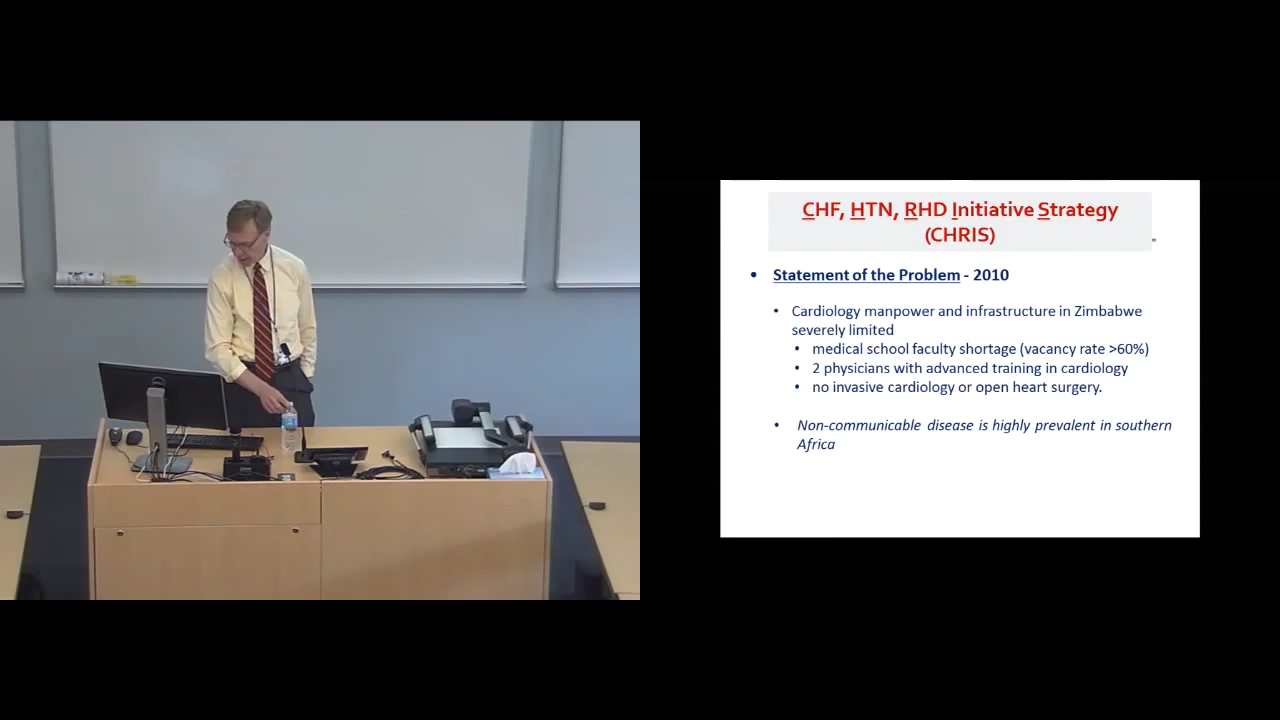 CHF, HTN, RHD Initiative Strategy
(CHRIS)
• Statement of the Problem - 2010
• Cardiology manpower and infrastructure in Zimbabwe
severely limited
• medical school faculty shortage (vacancy rate >60%)
• 2 physicians with advanced training in cardiology
• no invasive cardiology or open heart surgery.
• Non-communicable disease is highly prevalent in southern
Africa